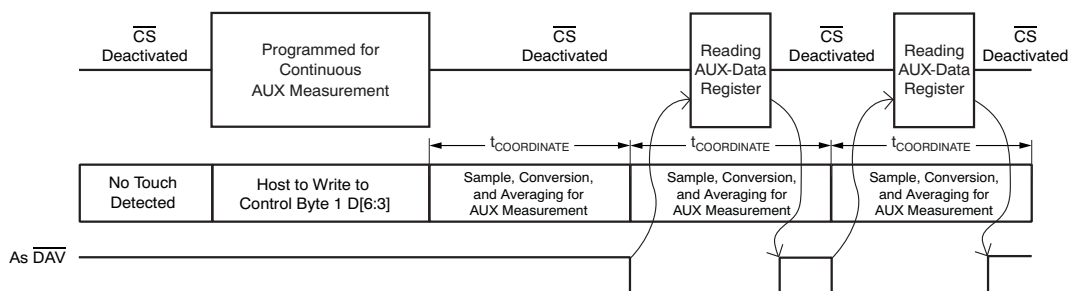 CS
Deactivated
Programmed for
Continuous
AUX Measurement
CS
Deactivated
Reading
AUX-Data
Register
CS
Deactivated
Reading
AUX-Data
Register
CS
Deactivated
tCOORDINATE
tCOORDINATE
tCOORDINATE
No Touch
Detected
Host to Write to
Control Byte 1 D[6:3]
Sample, Conversion,
and Averaging for
AUX Measurement
Sample, Conversion,
and Averaging for
AUX Measurement
Sample, Conversion,
and Averaging for
AUX Measurement
As DAV